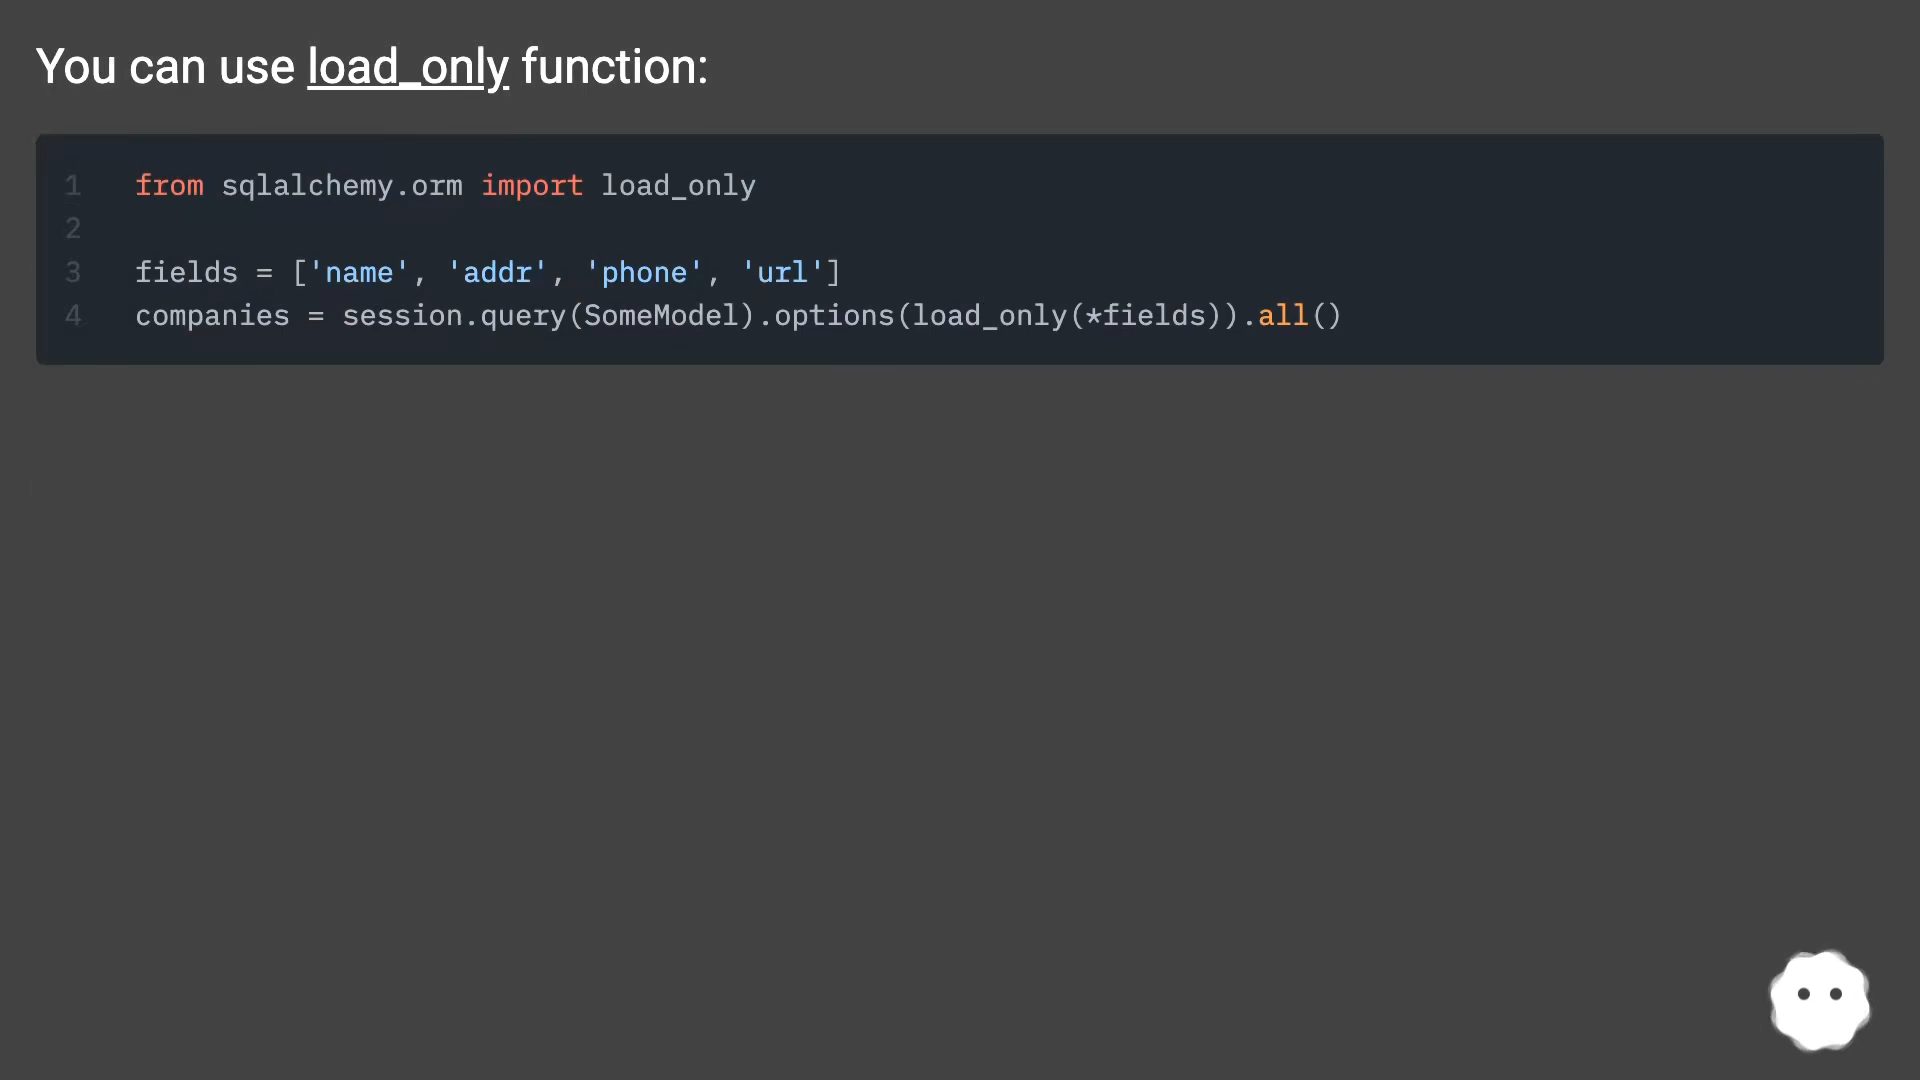 You can use load_only function:
1 from sqlalchemy.orm import load_only
2
3 fields = ['name', 'addr', 'phone', 'url']
4 companies = session.query(SomeModel).options(load_only(*fields)).all()